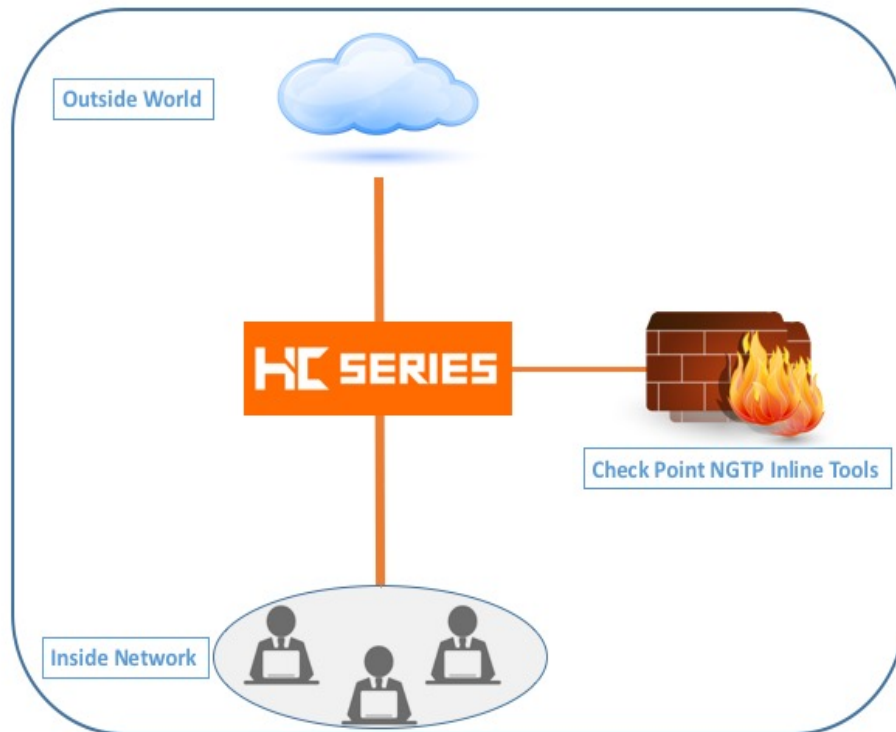 Outside World
HC SERIES
Check Point NGTP Inline Tools
Inside Network